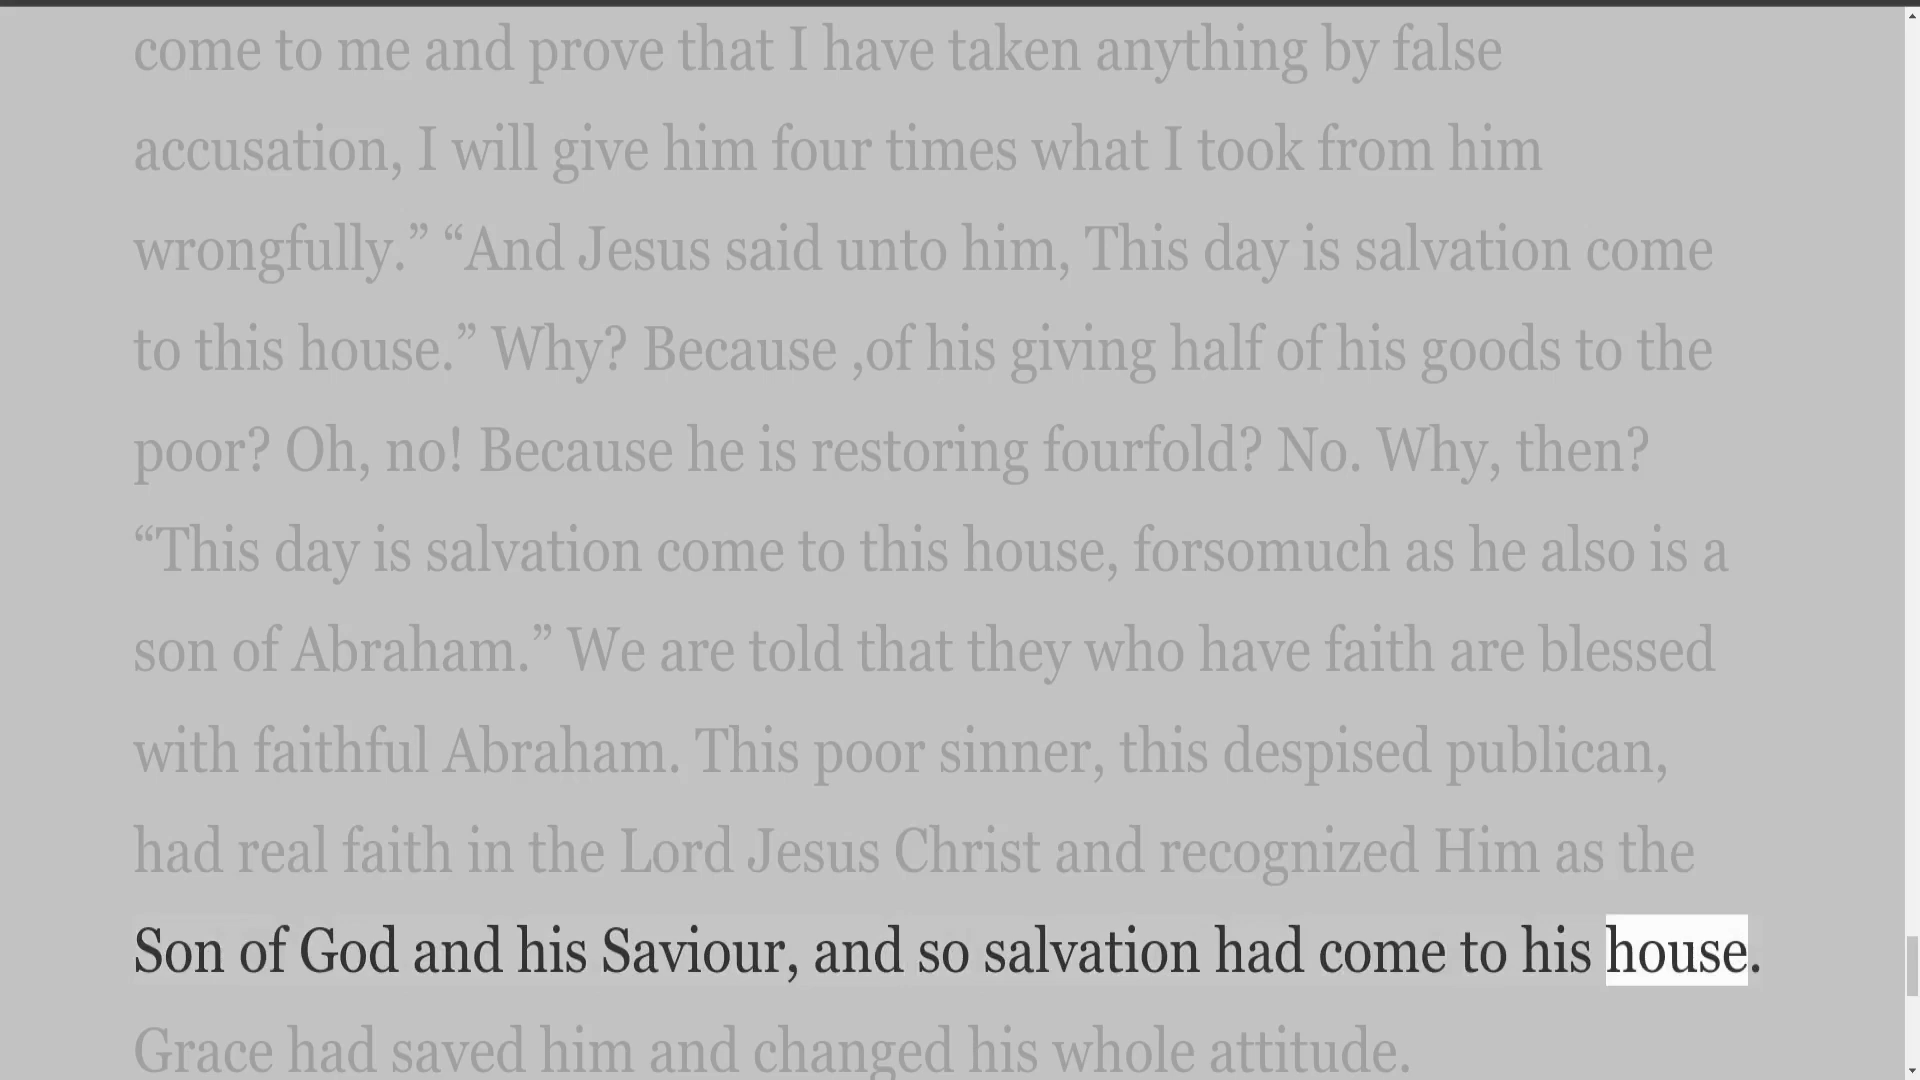 come to me and prove that I have taken anything by false
accusation, I will give him four times what I took from him
wrongfully.” “And Jesus said unto him, This day is salvation come
to this house.” Why? Because ,of his giving half of his goods to the
poor? Oh, no! Because he is restoring fourfold? No. Why, then?
“This day is salvation come to this house, forsomuch as he also is a
son of Abraham.” We are told that they who have faith are blessed
with faithful Abraham. This poor sinner, this despised publican,
had real faith in the Lord Jesus Christ and recognized Him as the
Son of God and his Saviour, and so salvation had come to his house.
Grace had saved him and changed his whole attitude.